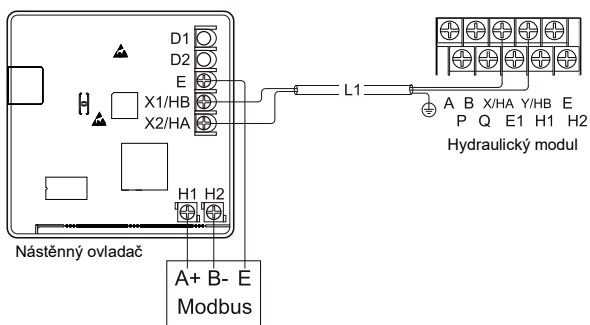 D1
D2
E
X1/HB
X2/HA
L1
A B X/HA Y/HB E
P Q E1 H1 H2
Hydraulický modul
H1 H2
Nástěnný ovladač
A+ B- E
Modbus